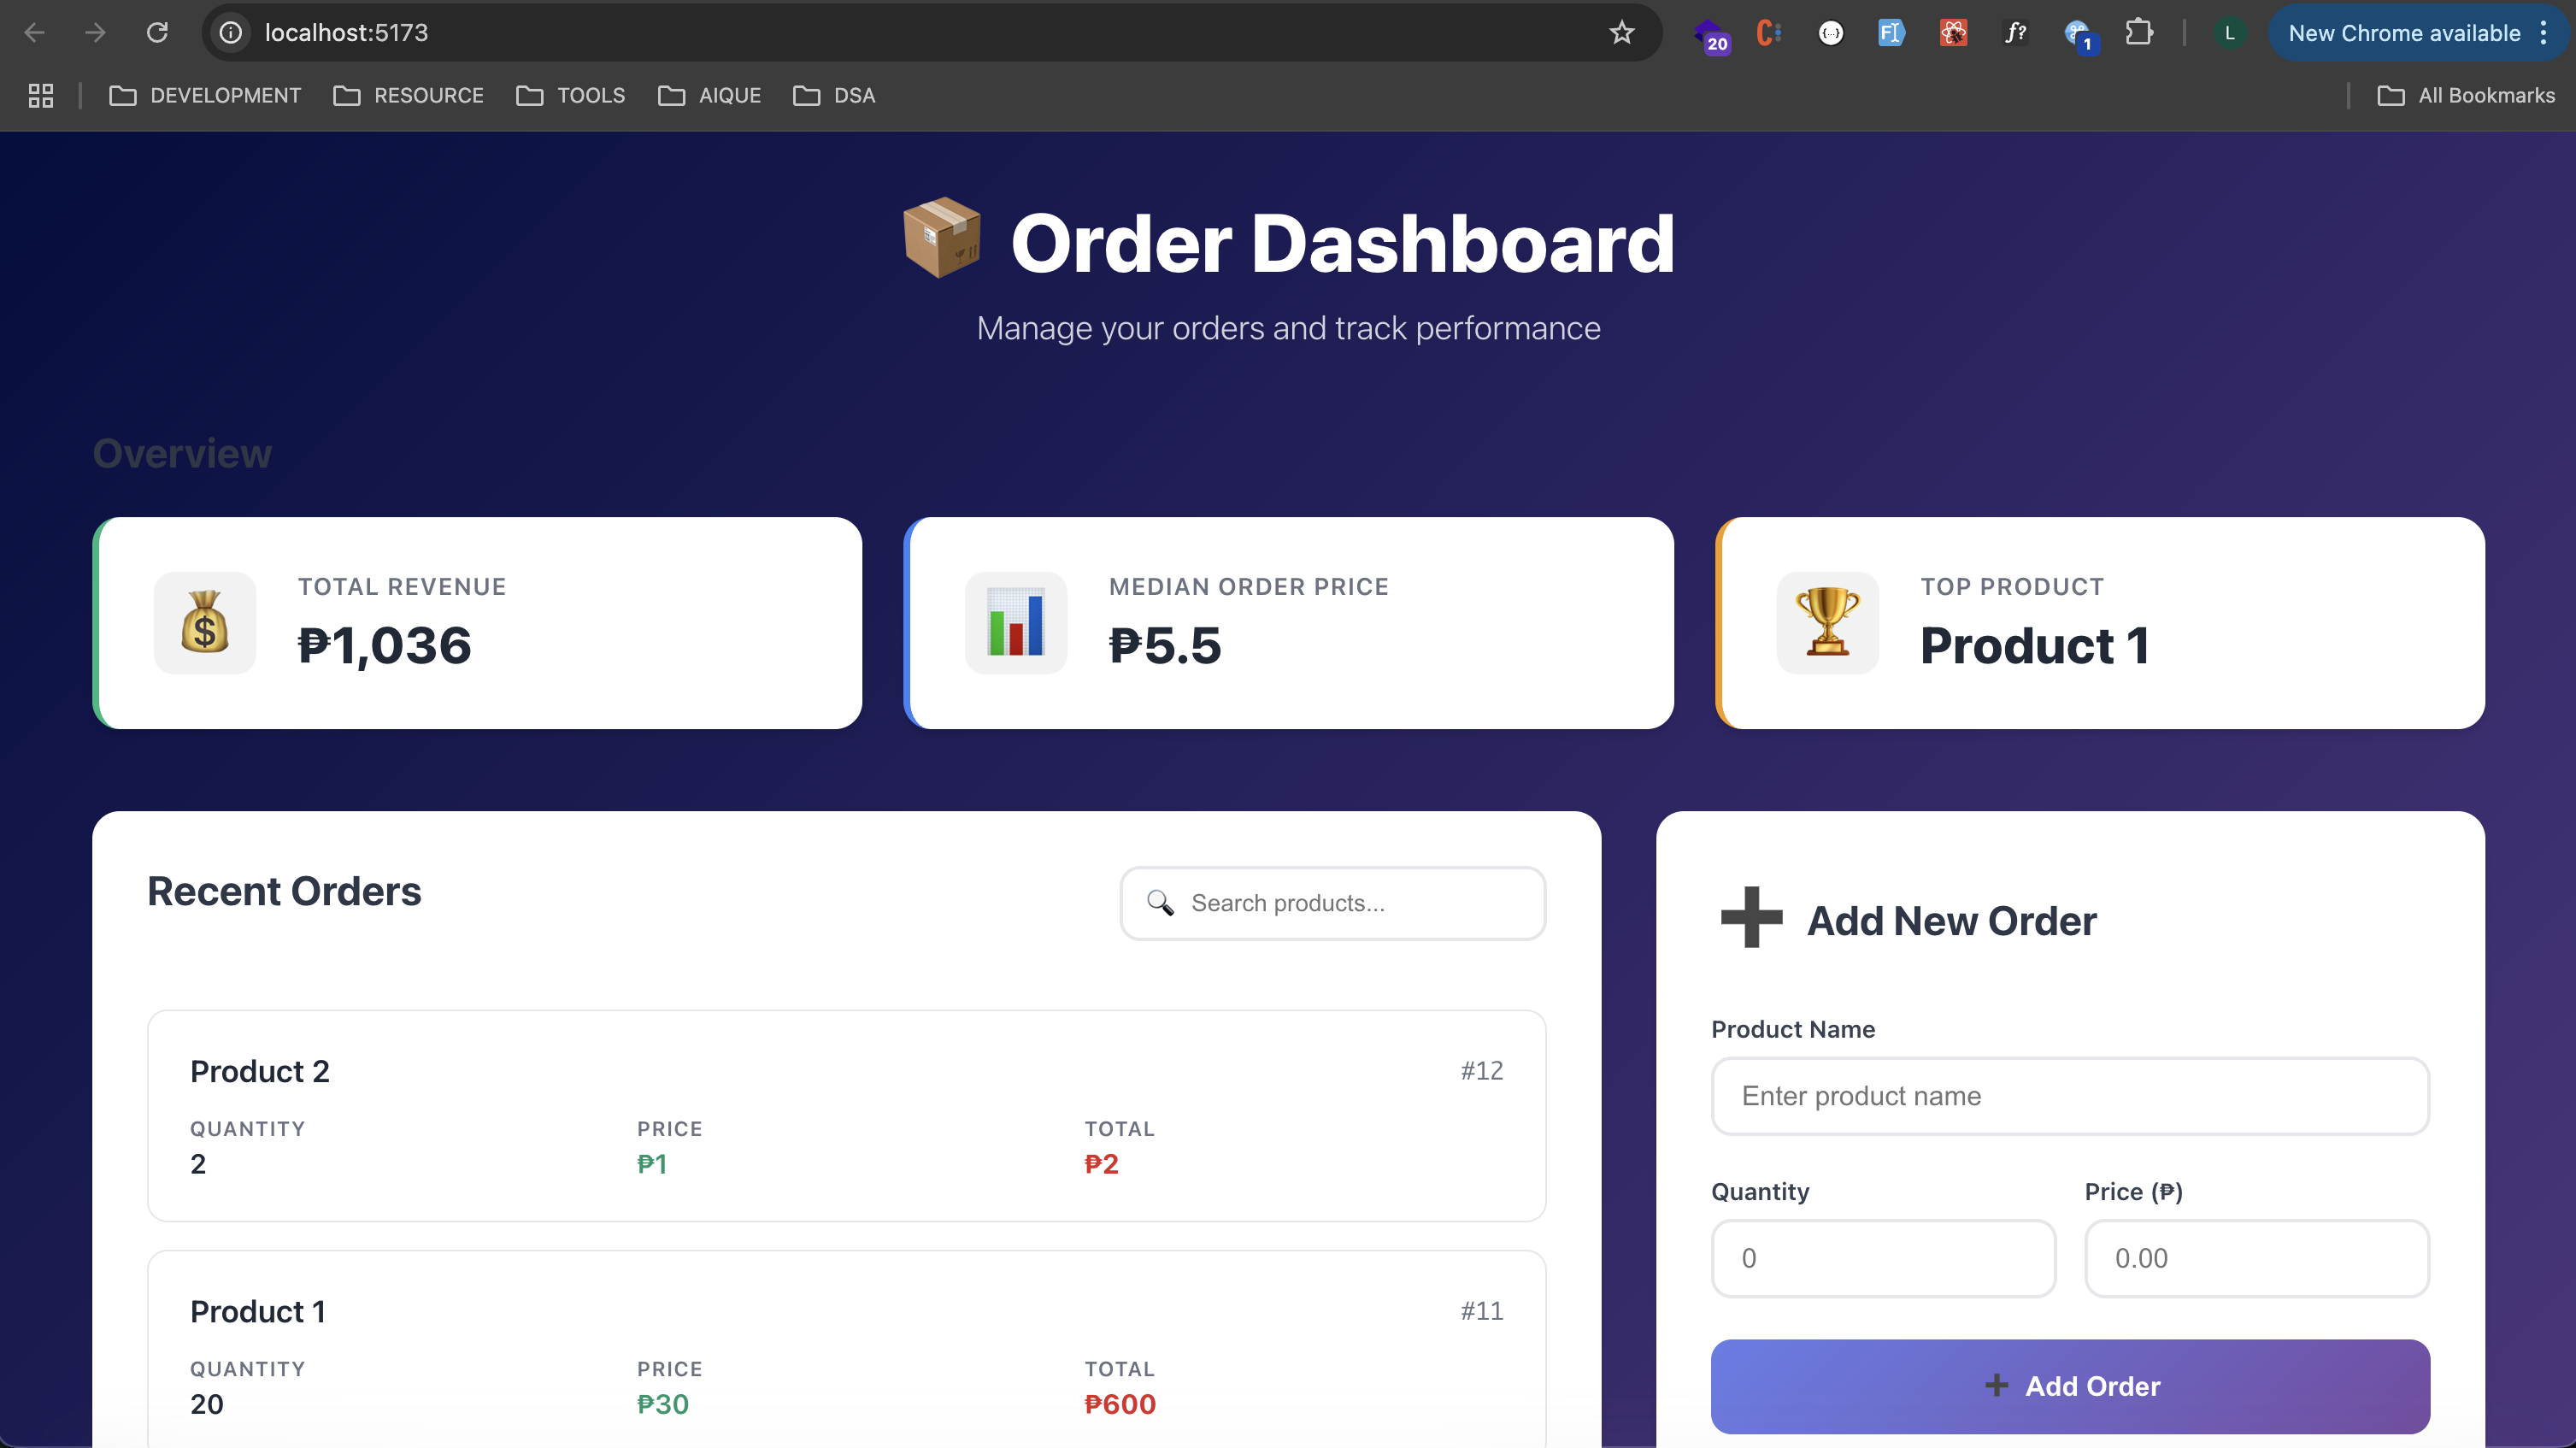 localhost:5173
20
1
L
New Chrome available
DEVELOPMENT
RESOURCE
TOOLS
AIQUE
DSA
All Bookmarks
Order Dashboard
Manage your orders and track performance
Overview
TOTAL REVENUE
₱1,036
MEDIAN ORDER PRICE
₱5.5
TOP PRODUCT
Product 1
Recent Orders
Search products...
Product 2
#12
QUANTITY
PRICE
TOTAL
2
₱1
₱2
Product 1
#11
QUANTITY
PRICE
TOTAL
20
₱30
₱600
Add New Order
Product Name
Enter product name
Quantity
Price (₱)
0
0.00
Add Order